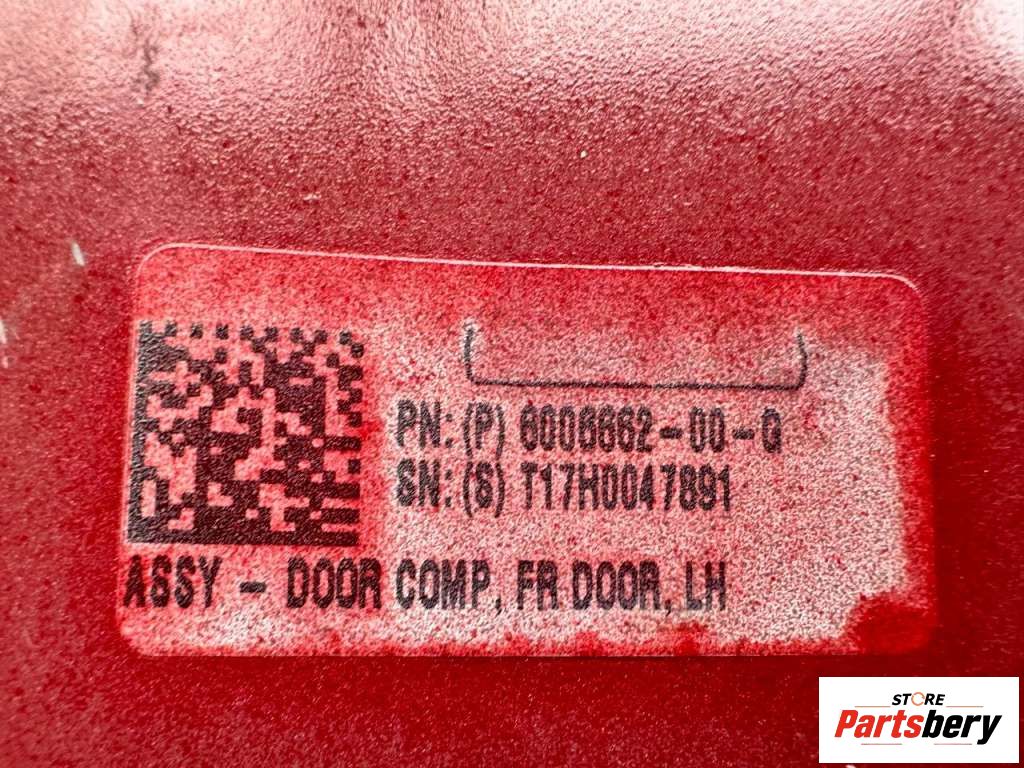 PN: (P) 6006662-00-G
SN: (S) T17H0047891
ASSY - DOOR COMP, FR DOOR, LH
STORE
Partsbery